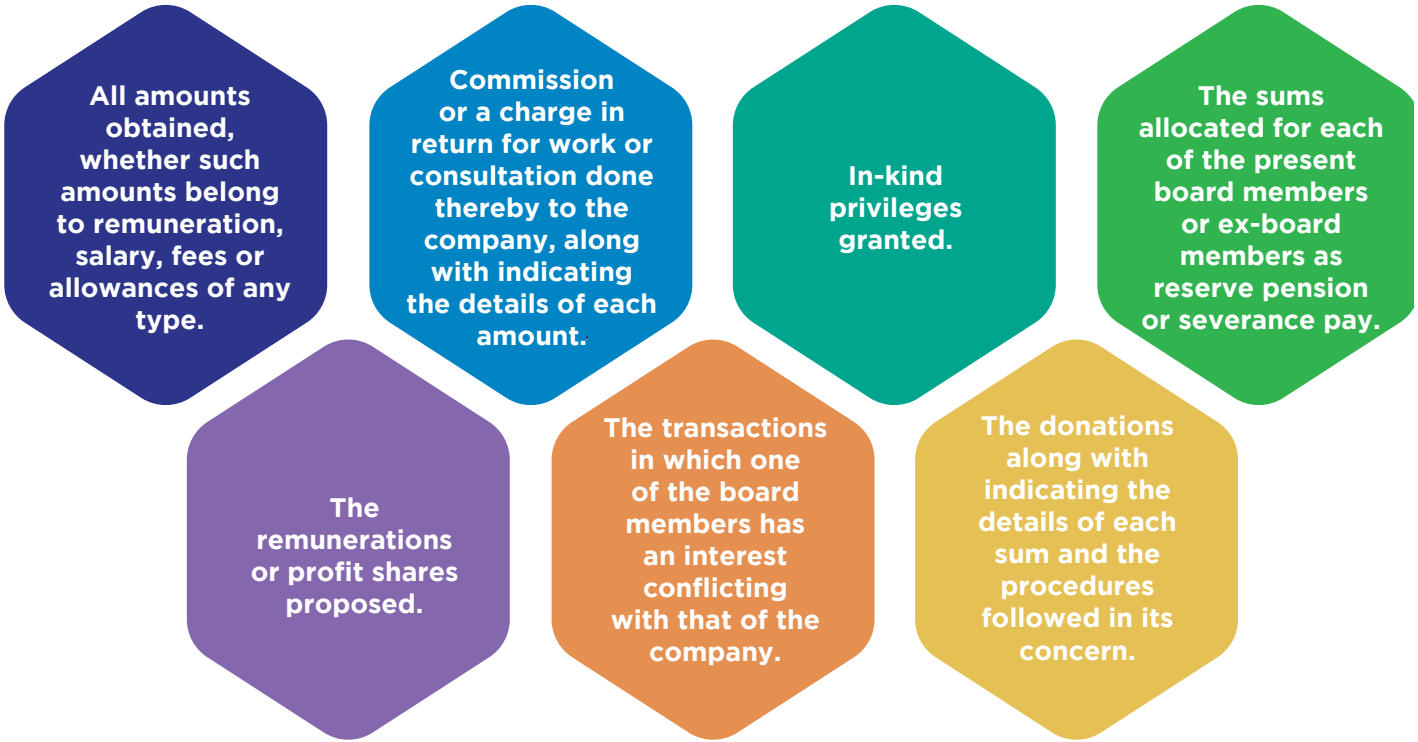 All amounts
obtained,
whether such
amounts belong
to remuneration,
salary, fees or
allowances of any
type.
Commission
or a charge in
return for work or
consultation done
thereby to the
company, along
with indicating
the details of each
amount.
In-kind
privileges
granted.
The sums
allocated for each
of the present
board members
or ex-board
members as
reserve pension
or severance pay.
The
remunerations
or profit shares
proposed.
The transactions
in which one
of the board
members has
an interest
conflicting
with that of the
company.
The donations
along with
indicating the
details of each
sum and the
procedures
followed in its
concern.